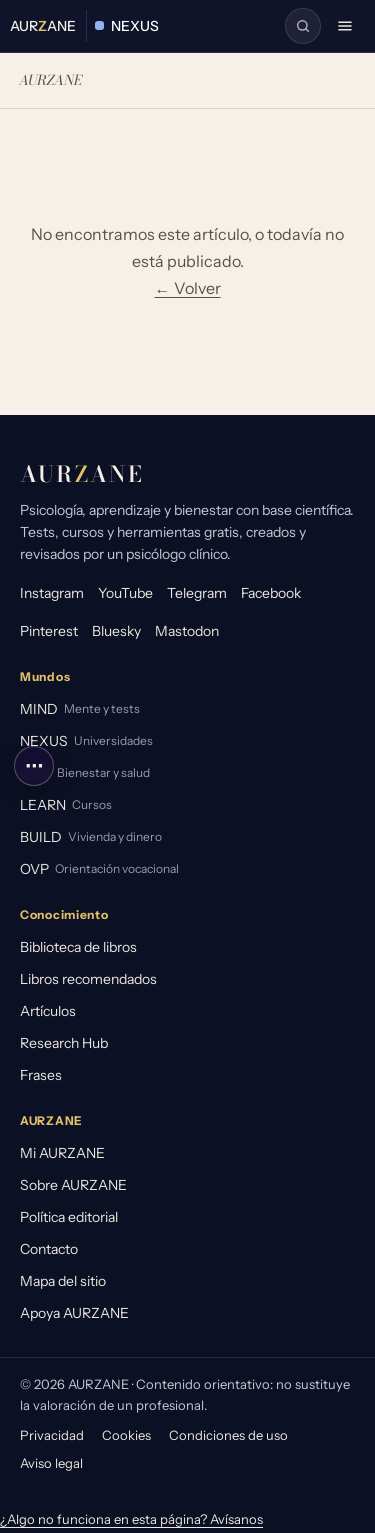 AURZANE NEXUS
AURZANE
No encontramos este artículo, o todavía no
está publicado.
← Volver
AURZANE
Psicología, aprendizaje y bienestar con base científica.
Tests, cursos y herramientas gratis, creados y
revisados por un psicólogo clínico.
Instagram YouTube Telegram Facebook
Pinterest Bluesky Mastodon
Mundos
MIND Mente y tests
NEXUS Universidades
Bienestar y salud
LEARN Cursos
BUILD Vivienda y dinero
OVP Orientación vocacional
Conocimiento
Biblioteca de libros
Libros recomendados
Artículos
Research Hub
Frases
AURZANE
Mi AURZANE
Sobre AURZANE
Política editorial
Contacto
Mapa del sitio
Apoya AURZANE
© 2026 AURZANE · Contenido orientativo: no sustituye
la valoración de un profesional.
Privacidad Cookies Condiciones de uso
Aviso legal
¿Algo no funciona en esta página? Avísanos